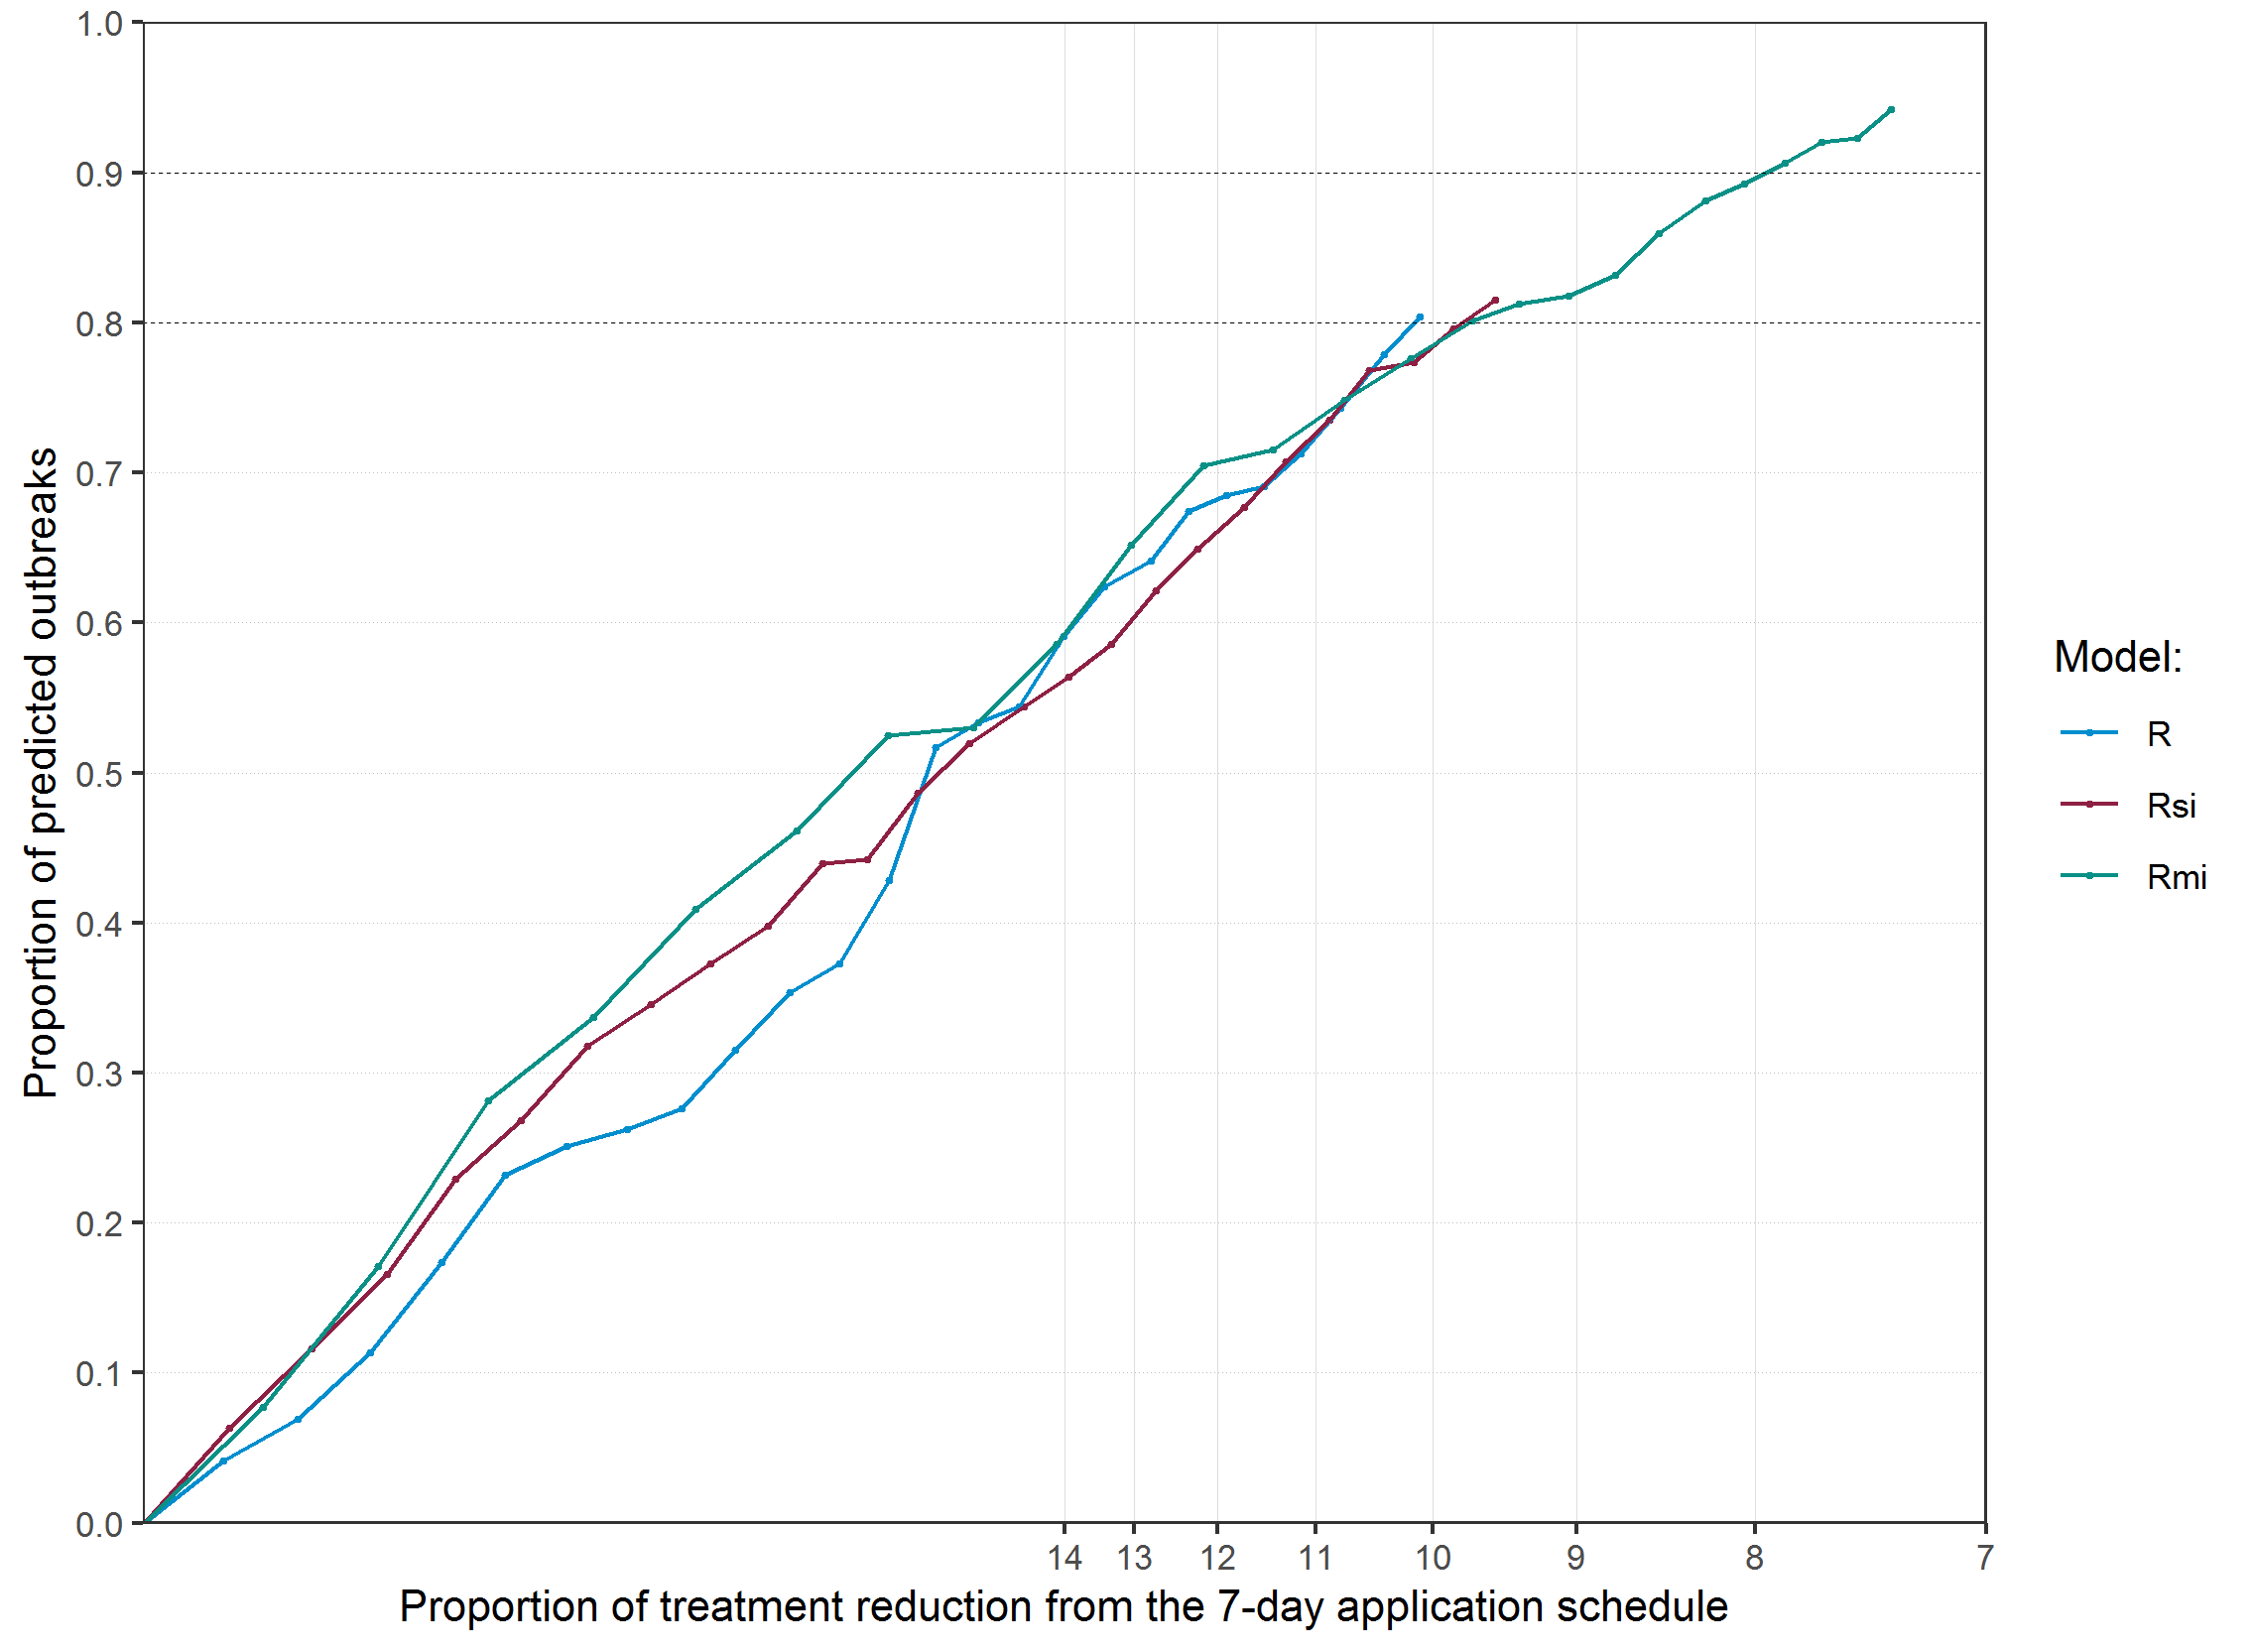 1.0
0.9
0.8
0.7
0.6
0.5
0.4
0.3
0.2
0.1
0.0
Proportion of predicted outbreaks
14 13 12 11 10 9 8 7
Proportion of treatment reduction from the 7-day application schedule
Model:
R
Rsi
Rmi